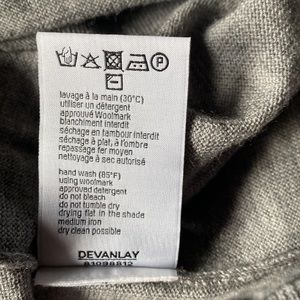 P
lavage à la main (30°C)
utiliser un détergent
approuvé Woolmark
blanchiment interdit
séchage en tambour interdit
séchage à plat, à l'ombre
repassage fer moyen
nettoyage à sec autorisé
hand wash (85°F)
using woolmark
approved detergent
do not bleach
do not tumble dry
drying flat in the shade
medium iron
dry clean possible
DEVANLAY
81098812